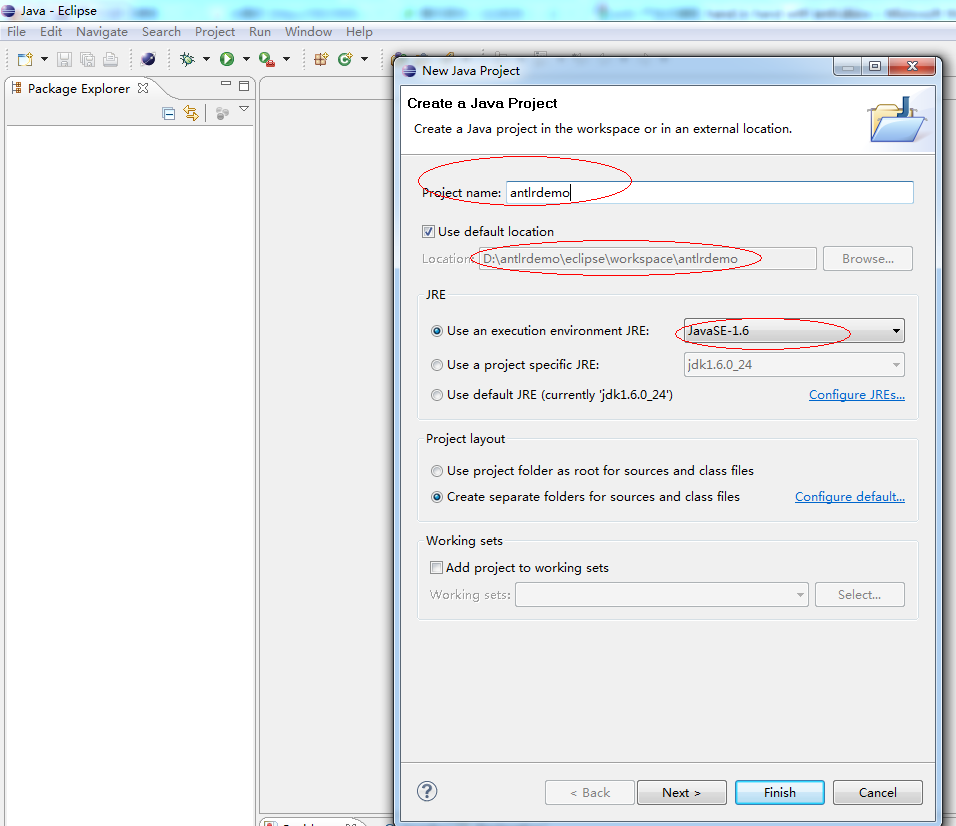 Java - Eclipse
File Edit Navigate Search Project Run Window Help
Package Explorer
New Java Project
Create a Java Project
Create a Java project in the workspace or in an external location.
Project name: antlrdemo
Use default location
Location: D:\antlrdemo\eclipse\workspace\antlrdemo Browse...
JRE
Use an execution environment JRE: JavaSE-1.6
Use a project specific JRE: jdk1.6.0_24
Use default JRE (currently 'jdk1.6.0_24') Configure JREs...
Project layout
Use project folder as root for sources and class files
Create separate folders for sources and class files Configure default...
Working sets
Add project to working sets
Working sets: Select...
? < Back Next > Finish Cancel